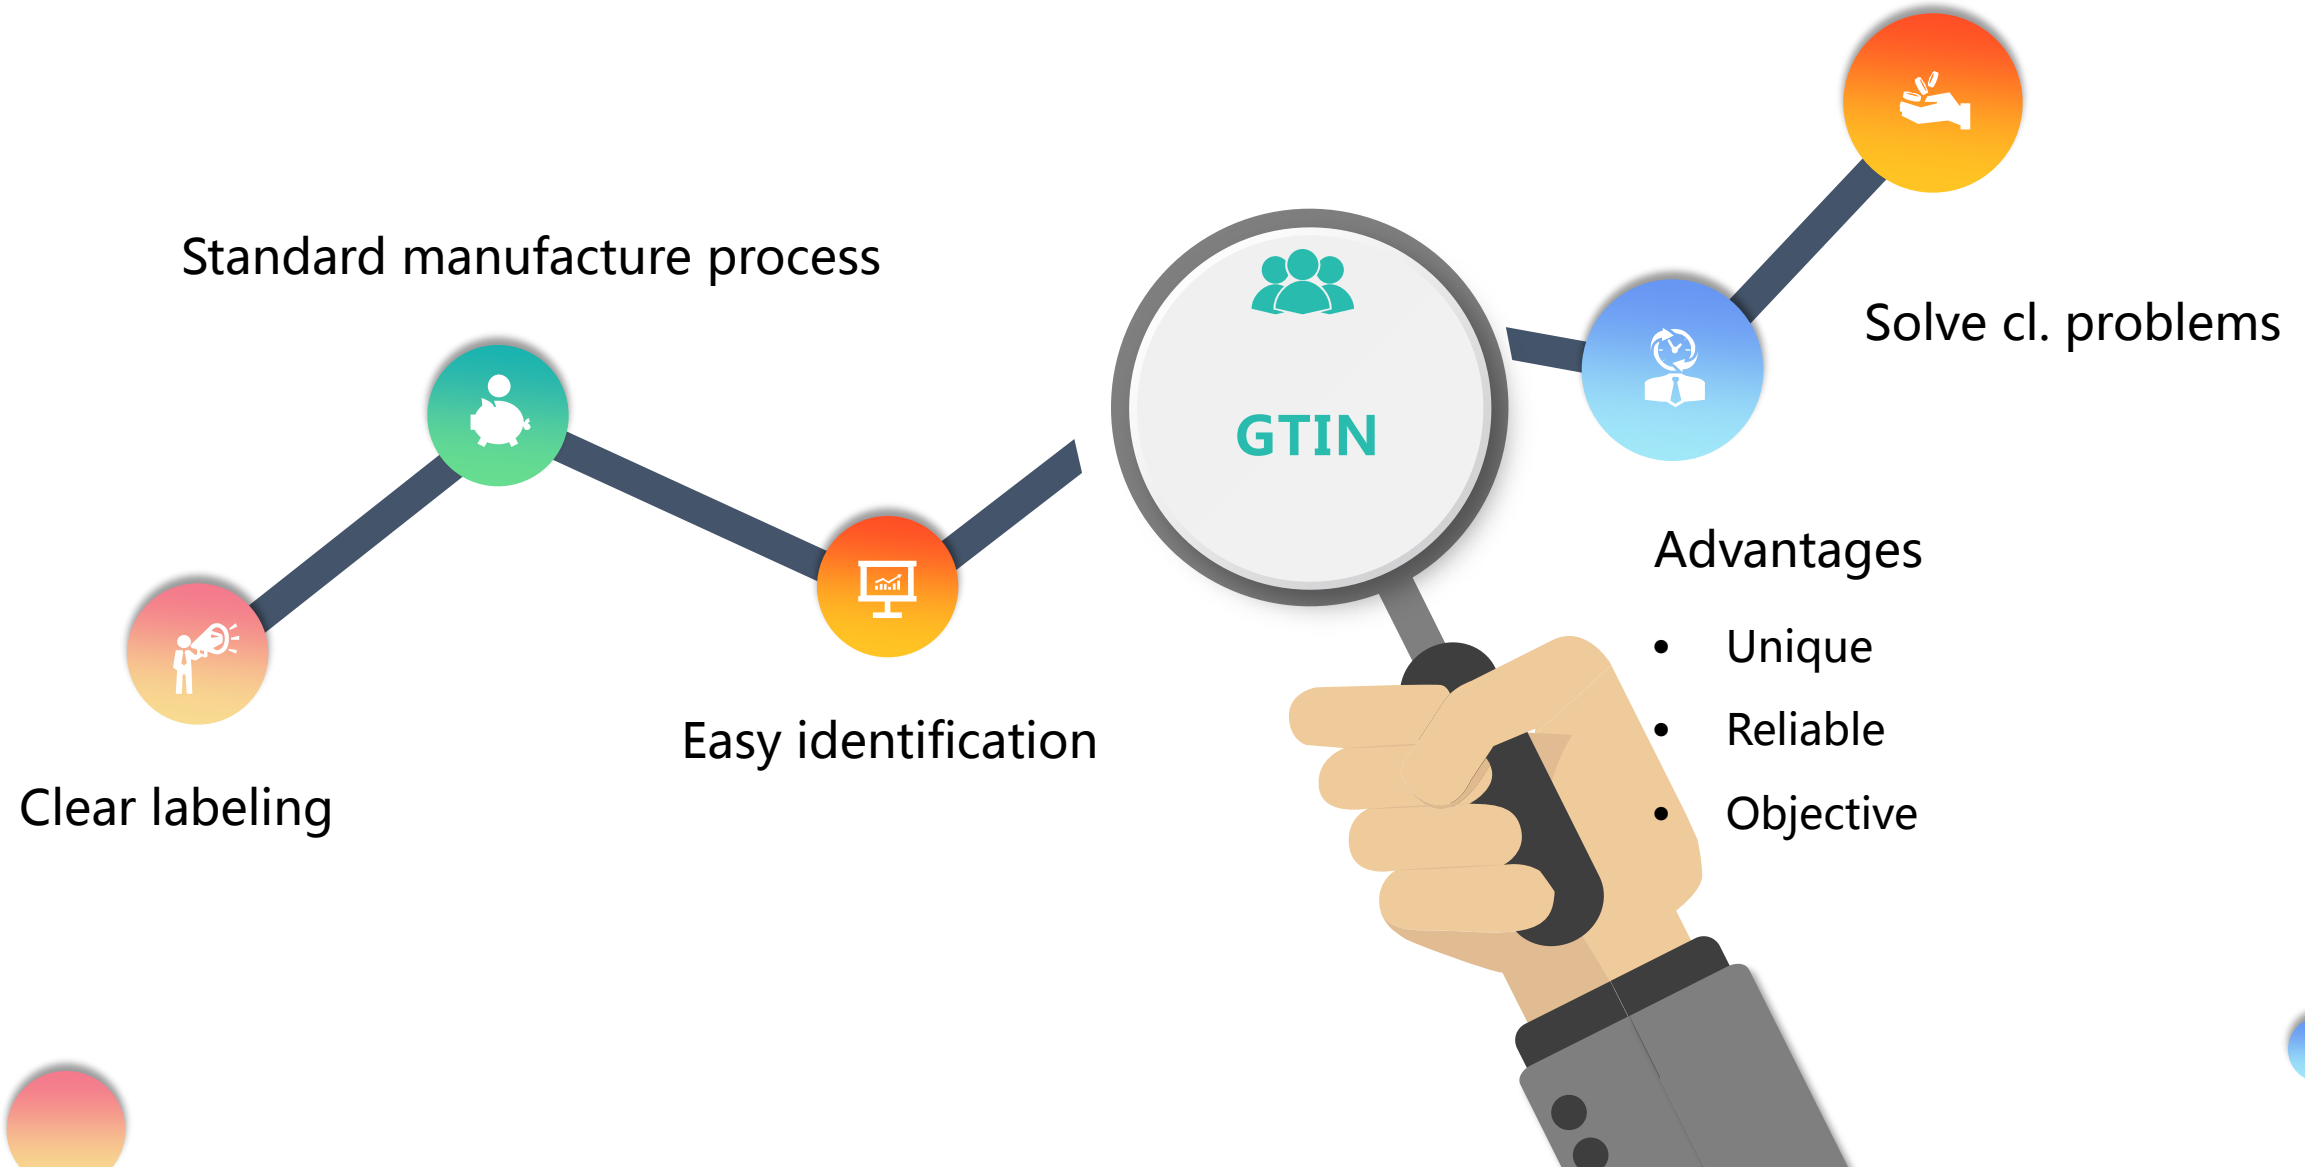 Standard manufacture process
GTIN
Solve cl. problems
Easy identification
Clear labeling
Advantages
• Unique
• Reliable
• Objective